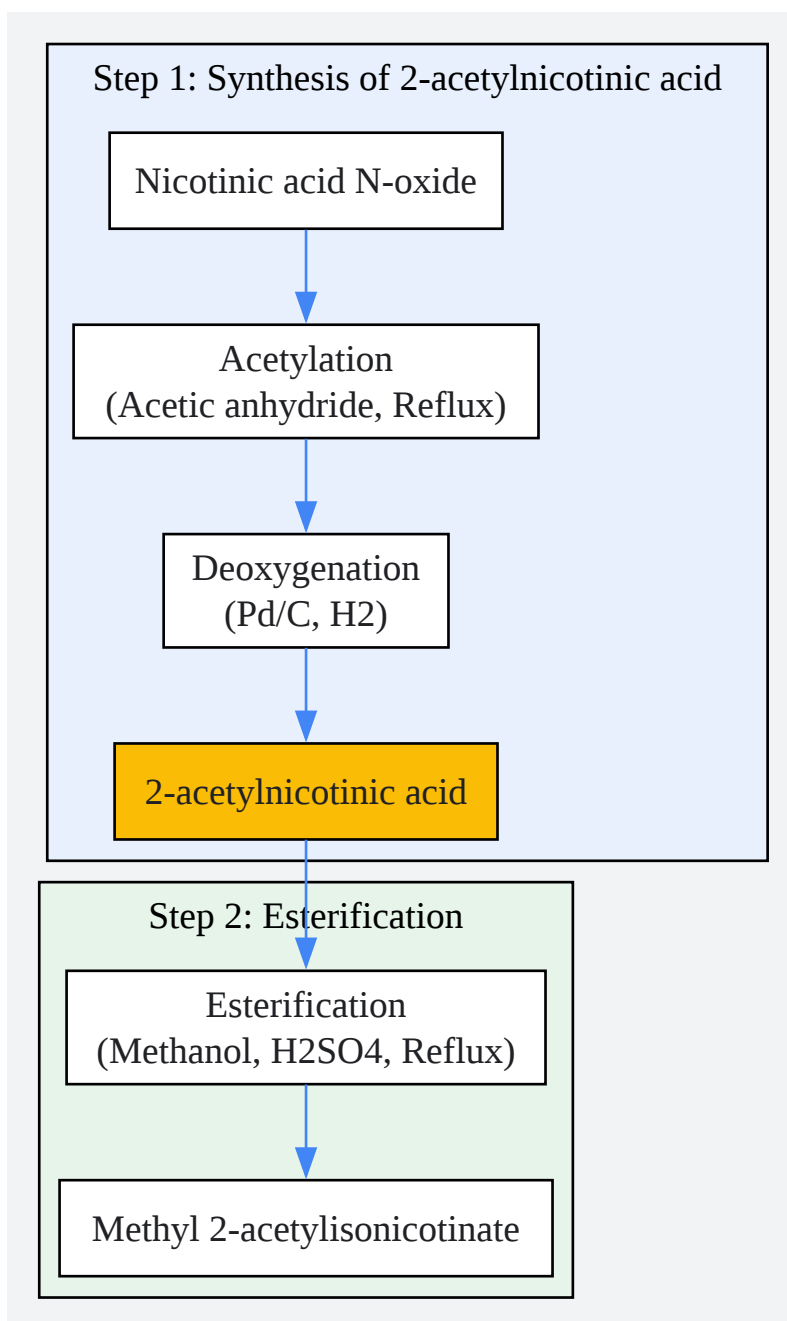 Step 1: Synthesis of 2-acetylnicotinic acid
Nicotinic acid N-oxide
Acetylation
(Acetic anhydride, Reflux)
Deoxygenation
(Pd/C, H2)
2-acetylnicotinic acid
Step 2: Esterification
Esterification
(Methanol, H2SO4, Reflux)
Methyl 2-acetylisonicotinate